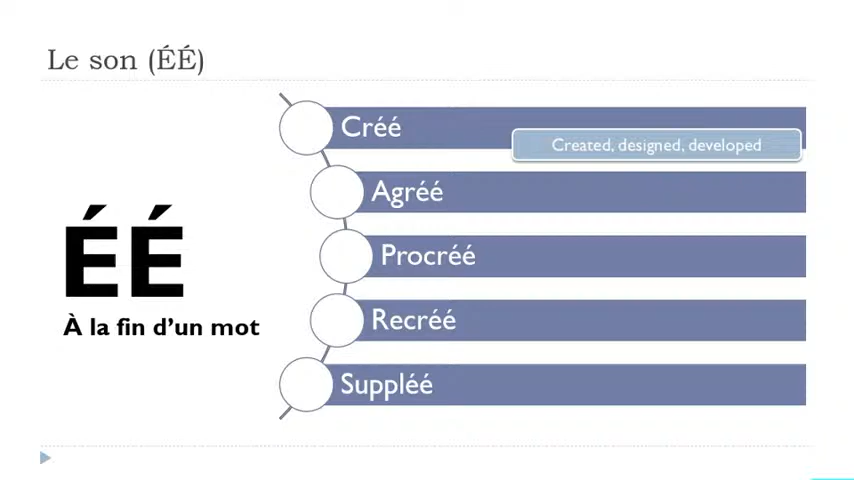 Le son (ÉÉ)
ÉÉ
À la fin d'un mot
Créé
Created, designed, developed
Agréé
Procréé
Recréé
Suppléé